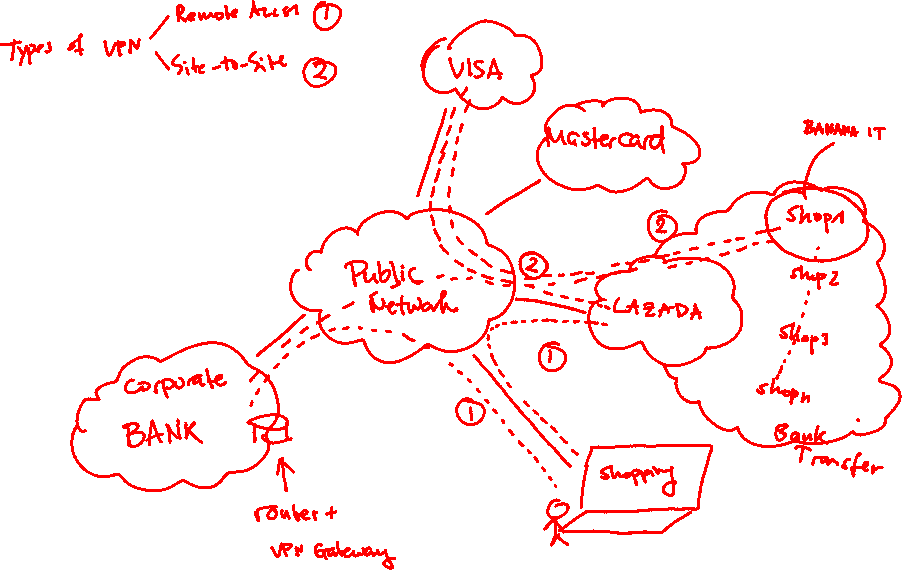 Types of VPN
Remote Access ①
Site-to-Site ②
VISA
Mastercard
BANANA IT
Shop1
②
shop2
Public
Network
②
LAZADA
shop3
①
shopn
corporate
BANK
①
Bank
Transfer
shopping
router +
VPN Gateway